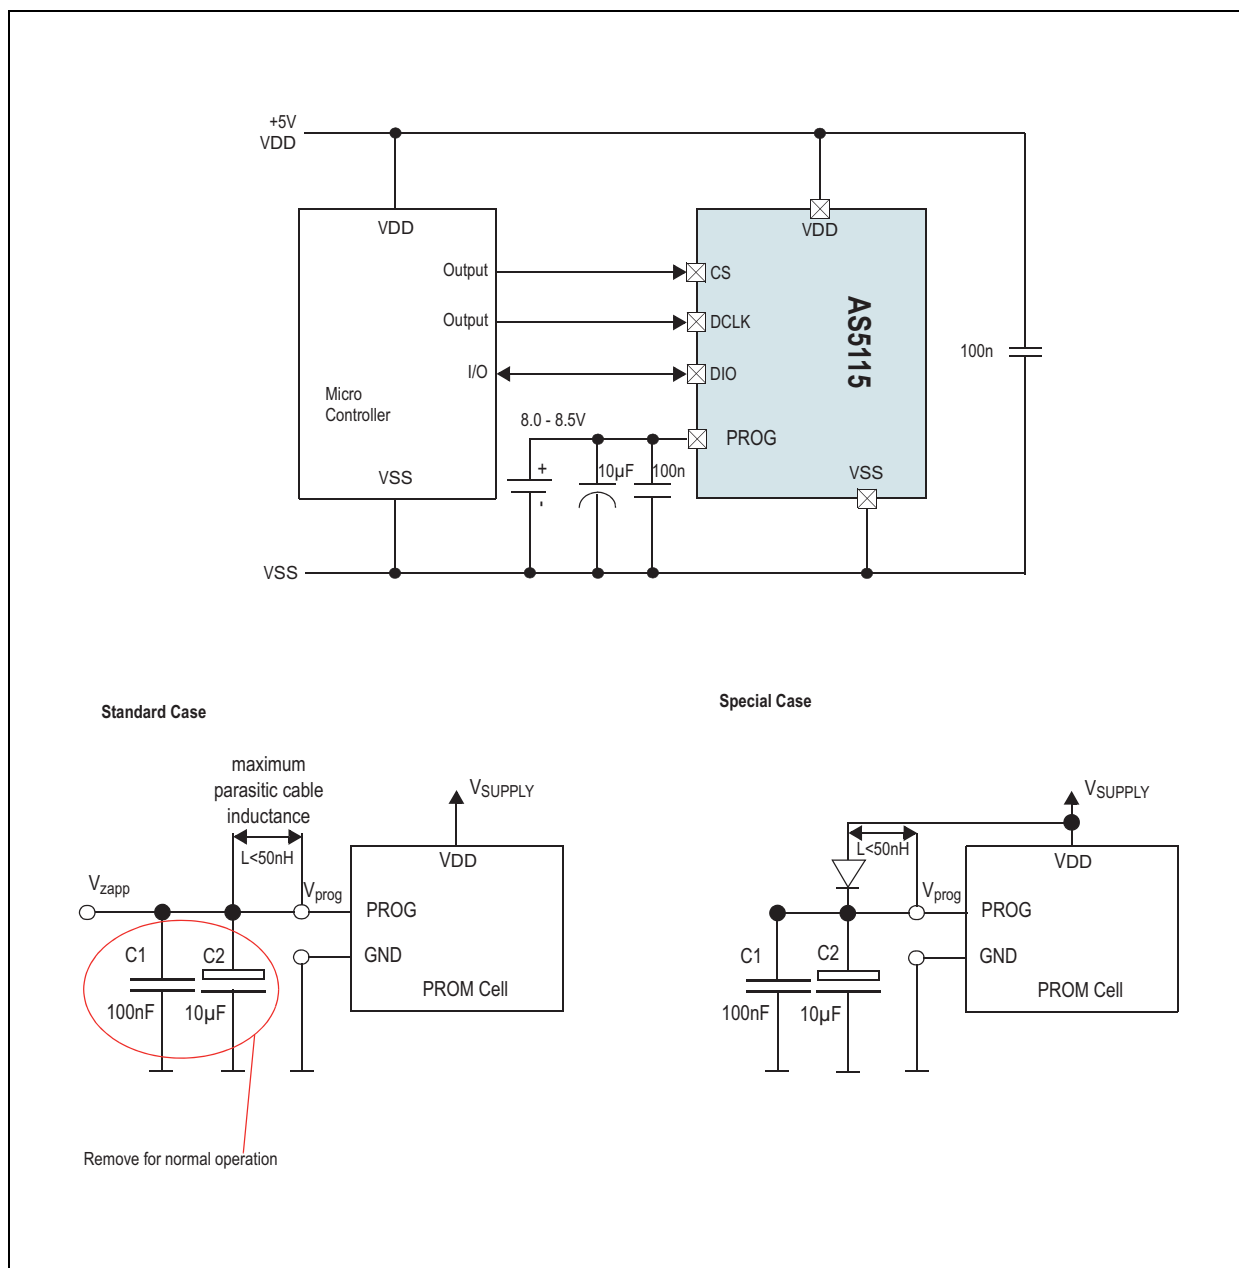 +5V
VDD
VDD
VDD
Output
CS
Output
DCLK
AS5115
100n
I/O
DIO
Micro
Controller
8.0 - 8.5V
PROG
+
10µF
100n
-
VSS
VSS
VSS
Standard Case
Special Case
maximum
parasitic cable
inductance
L<50nH
VSUPPLY
VDD
Vzapp
Vprog
PROG
C1
C2
GND
100nF
10µF
PROM Cell
Remove for normal operation
VSUPPLY
L<50nH
VDD
Vprog
PROG
C1
C2
GND
100nF
10µF
PROM Cell